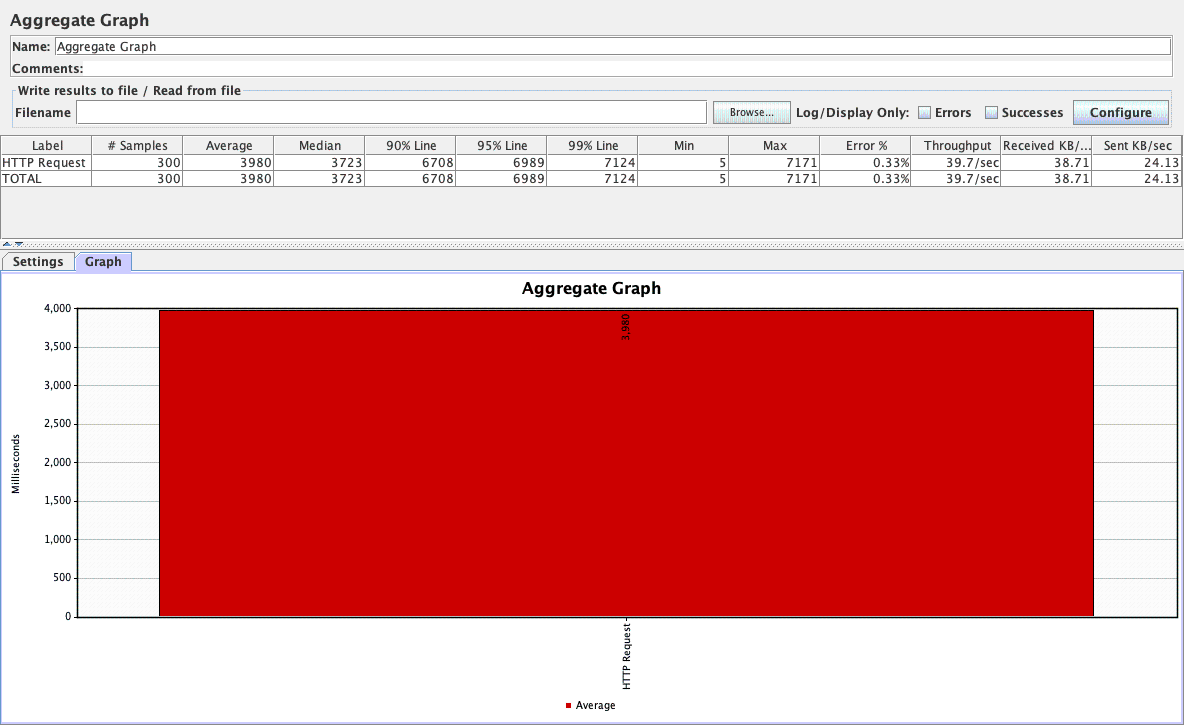 Aggregate Graph
Name: Aggregate Graph
Comments:
Write results to file / Read from file
Filename Browse... Log/Display Only: Errors Successes Configure
Label # Samples Average Median 90% Line 95% Line 99% Line Min Max Error % Throughput Received KB/... Sent KB/sec
HTTP Request 300 3980 3723 6708 6989 7124 5 7171 0.33% 39.7/sec 38.71 24.13
TOTAL 300 3980 3723 6708 6989 7124 5 7171 0.33% 39.7/sec 38.71 24.13
Settings Graph
Aggregate Graph
4,000
3,980
3,500
3,000
2,500
2,000
1,500
1,000
500
0
Milliseconds
HTTP Request
Average